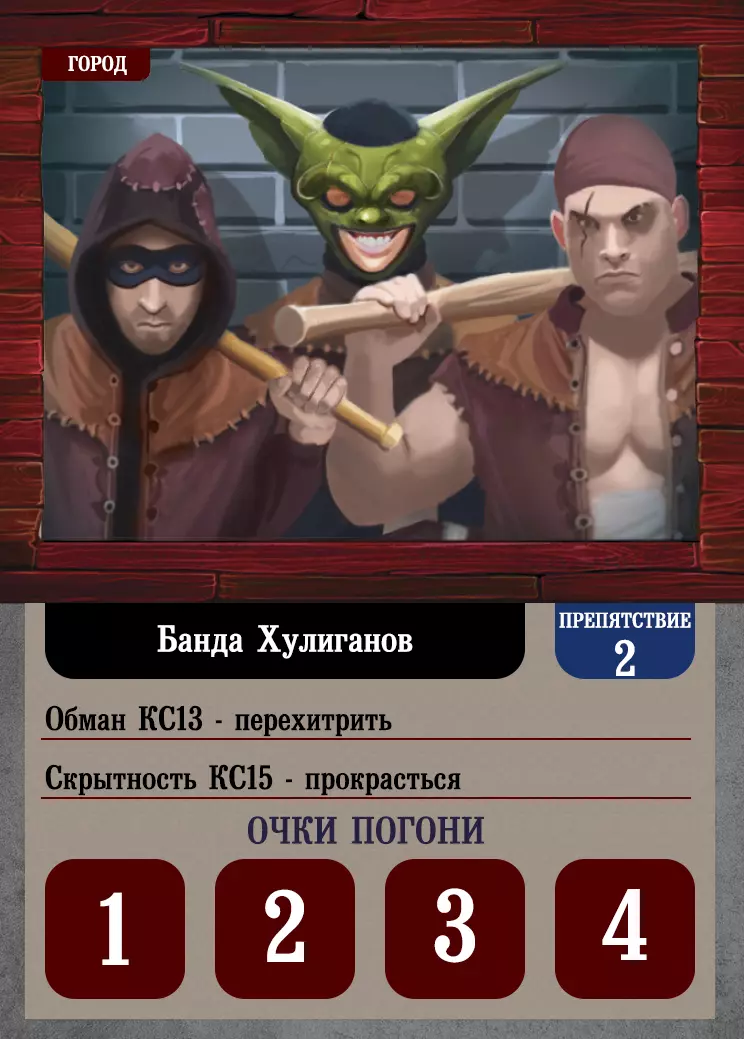 ГОРОД
Банда Хулиганов
ПРЕПЯТСТВИЕ
2
Обман КС13 - перехитрить
Скрытность КС15 - прокрасться
ОЧКИ ПОГОНИ
1 2 3 4